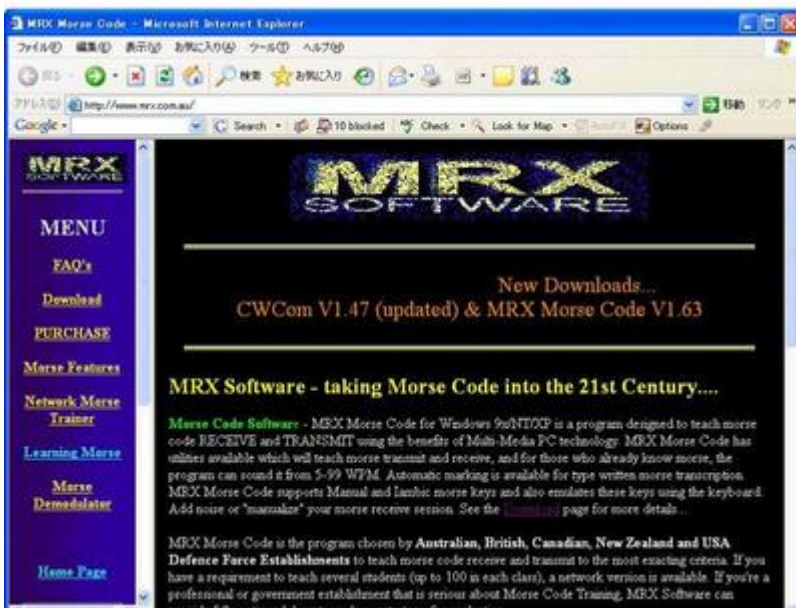 MRX Morse Code - Microsoft Internet Explorer
ファイル(F) 編集(E) 表示(V) お気に入り(A) ツール(T) ヘルプ(H)
検索 お気に入り
アドレス(D) http://www.mrx.com.au/ 移動 リンク »
Google Search 10 blocked Check Look for Map Options
MRX
SOFTWARE
MENU
FAQ's
Download
PURCHASE
Morse Features
Network Morse
Trainer
Learning Morse
Morse
Demodulator
Home Page
MRX
SOFTWARE
New Downloads...
CWCom V1.47 (updated) & MRX Morse Code V1.63
MRX Software - taking Morse Code into the 21st Century....
Morse Code Software - MRX Morse Code for Windows 9x/NT/XP is a program designed to teach morse
code RECEIVE and TRANSMIT using the benefits of Multi-Media PC technology. MRX Morse Code has
utilities available which will teach morse transmit and receive, and for those who already know morse, the
program can sound it from 5-99 WPM. Automatic marking is available for type written morse transcription.
MRX Morse Code supports Manual and Iambic morse keys and also emulates these keys using the keyboard.
Add noise or "manualize" your morse receive session. See the Download page for more details...
MRX Morse Code is the program chosen by Australian, British, Canadian, New Zealand and USA
Defence Force Establishments to teach morse code receive and transmit to the most exacting criteria. If you
have a requirement to teach several students (up to 100 in each class), a network version is available. If you're a
professional or government establishment that is serious about Morse Code Training, MRX Software can